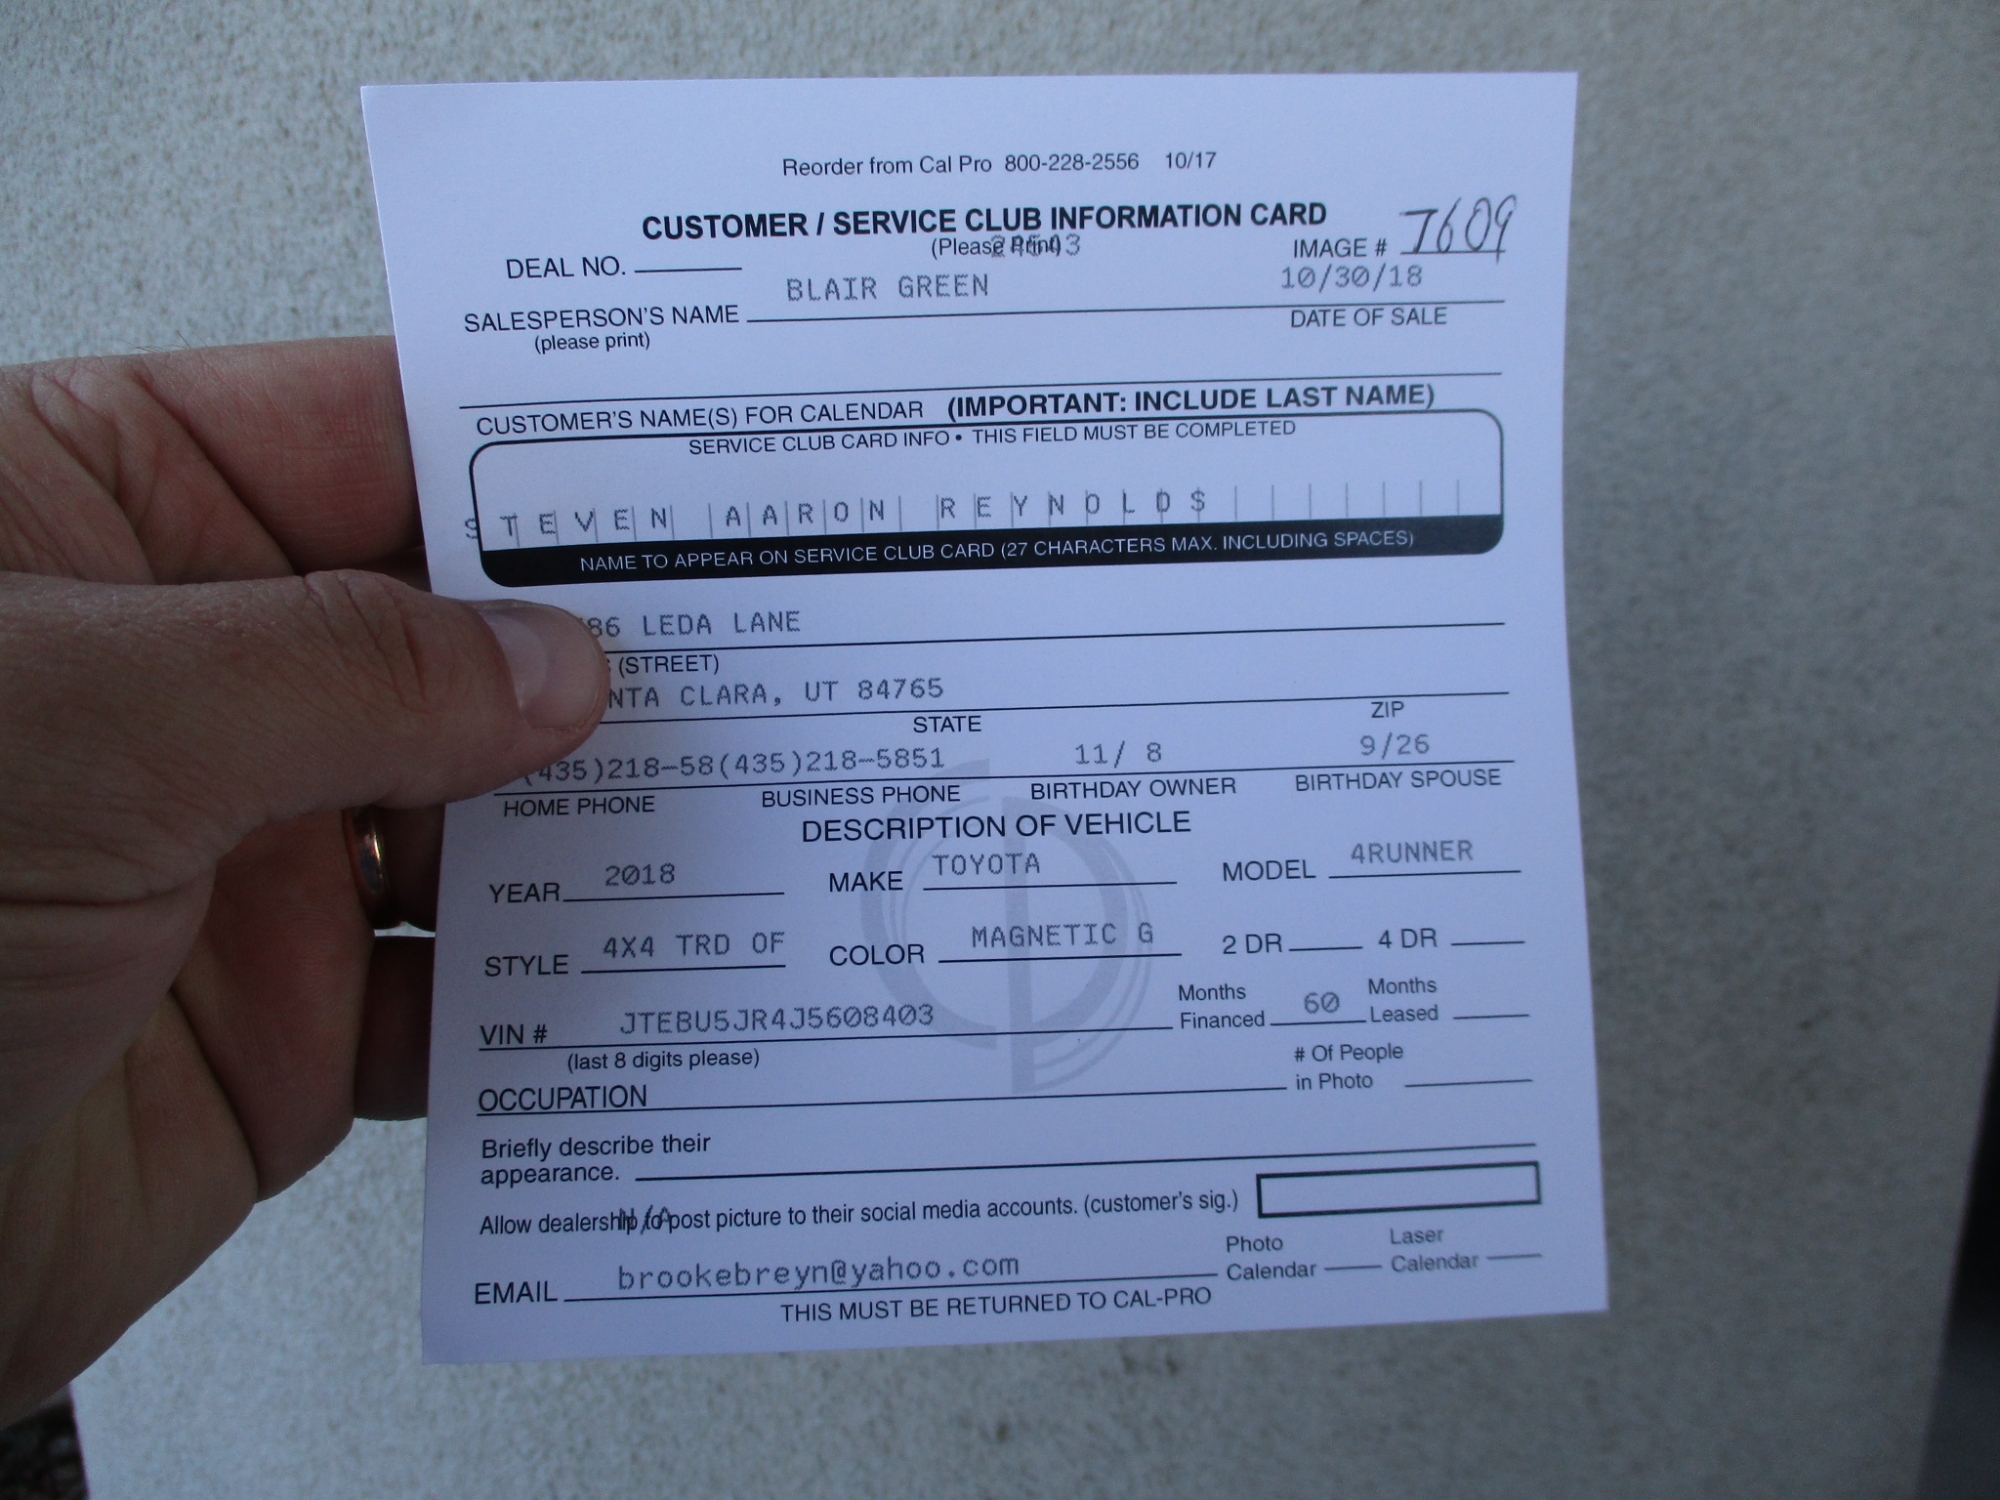 Reorder from Cal Pro 800-228-2556 10/17
CUSTOMER / SERVICE CLUB INFORMATION CARD
(Please Print)
DEAL NO. IMAGE # 7609
BLAIR GREEN 10/30/18
SALESPERSON'S NAME DATE OF SALE
(please print)
CUSTOMER'S NAME(S) FOR CALENDAR (IMPORTANT: INCLUDE LAST NAME)
SERVICE CLUB CARD INFO • THIS FIELD MUST BE COMPLETED
STEVEN AARON REYNOLDS
NAME TO APPEAR ON SERVICE CLUB CARD (27 CHARACTERS MAX. INCLUDING SPACES)
86 LEDA LANE
(STREET)
NTA CLARA, UT 84765
STATE ZIP
(435)218-58(435)218-5851 11/ 8 9/26
HOME PHONE BUSINESS PHONE BIRTHDAY OWNER BIRTHDAY SPOUSE
DESCRIPTION OF VEHICLE
YEAR 2018 MAKE TOYOTA MODEL 4RUNNER
STYLE 4X4 TRD OF COLOR MAGNETIC G 2 DR 4 DR
VIN # JTEBU5JR4J5608403 Months Financed 60 Months Leased
(last 8 digits please)
OCCUPATION # Of People in Photo
Briefly describe their
appearance.
Allow dealership to post picture to their social media accounts. (customer's sig.)
N/A
EMAIL brookebreyn@yahoo.com Photo Calendar Laser Calendar
THIS MUST BE RETURNED TO CAL-PRO